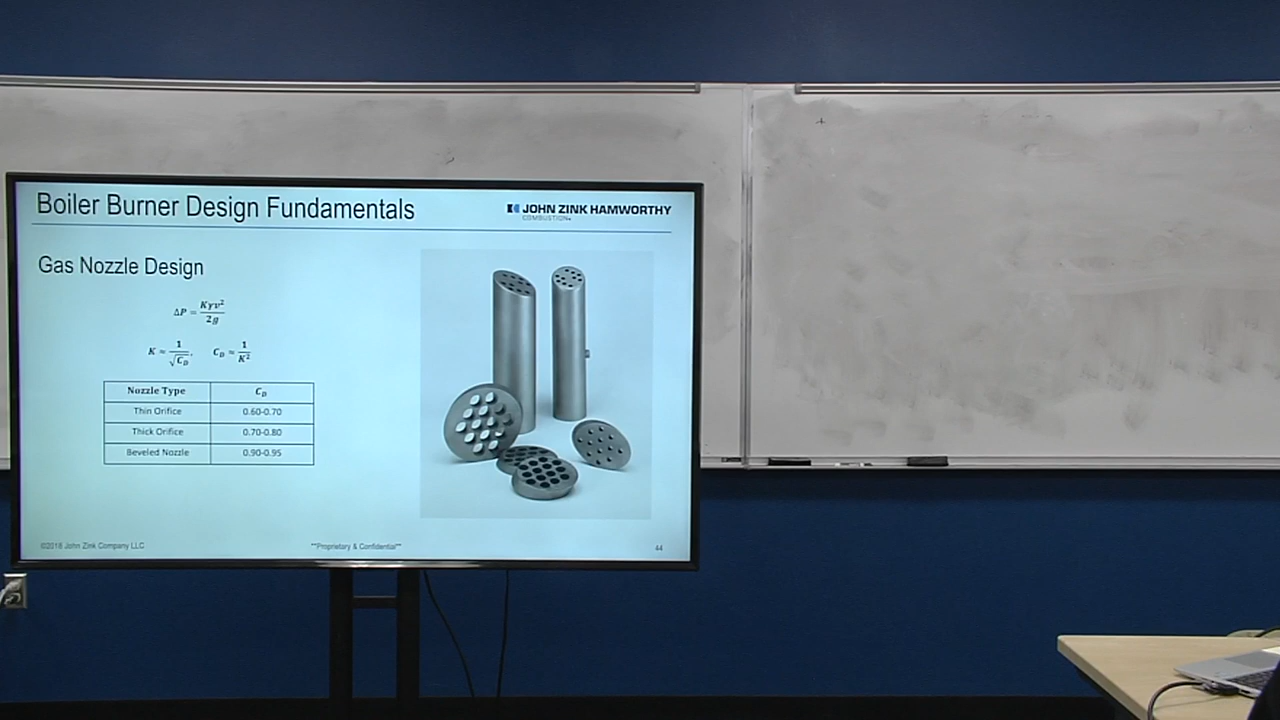 Boiler Burner Design Fundamentals
JOHN ZINK HAMWORTHY
COMBUSTION
Gas Nozzle Design
ΔP = Kγv²/2g
K = 1/√C_D, C_D = 1/K²
Nozzle Type C_D
Thin Orifice 0.60-0.70
Thick Orifice 0.70-0.80
Beveled Nozzle 0.90-0.95
©2018 John Zink Company LLC
**Proprietary & Confidential**
44